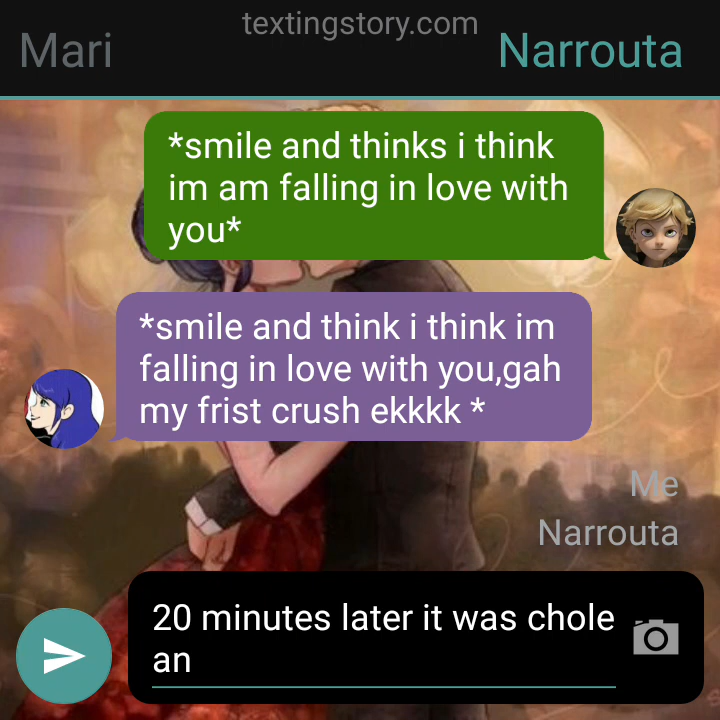 textingstory.com
Mari
Narrouta
*smile and thinks i think
im am falling in love with
you*
*smile and think i think im
falling in love with you,gah
my frist crush ekkkk *
Me
Narrouta
20 minutes later it was chole
an